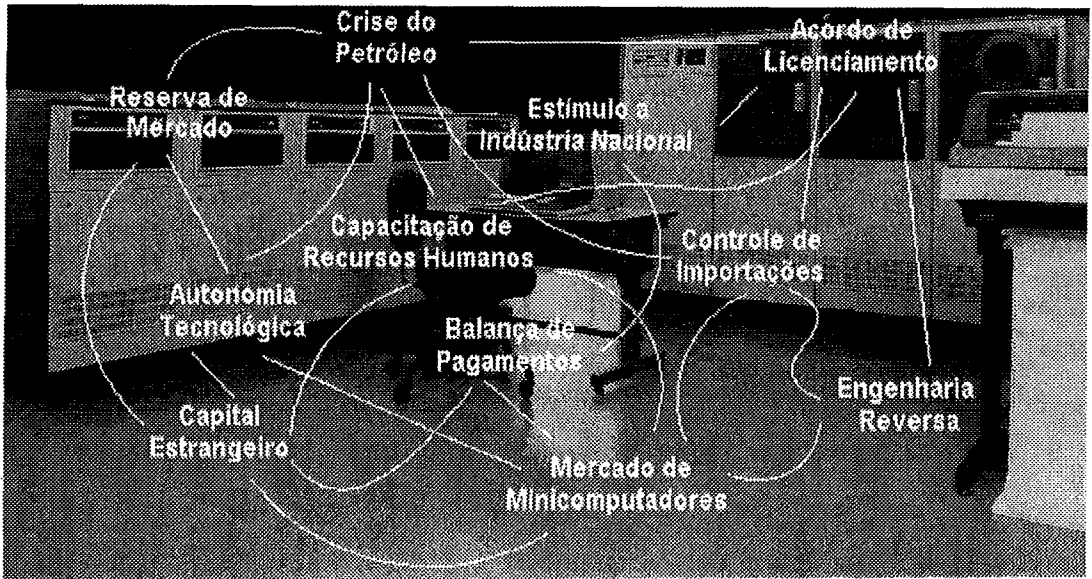 Crise do
Petróleo
Acordo de
Licenciamento
Reserva de
Mercado
Estímulo a
Indústria Nacional
Capacitação de
Recursos Humanos
Controle de
Importações
Autonomia
Tecnológica
Balança de
Pagamentos
Engenharia
Reversa
Capital
Estrangeiro
Mercado de
Minicomputadores